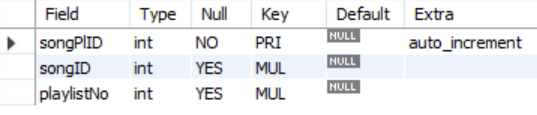 Field Type Null Key Default Extra
songPlID int NO PRI NULL auto_increment
songID int YES MUL NULL
playlistNo int YES MUL NULL